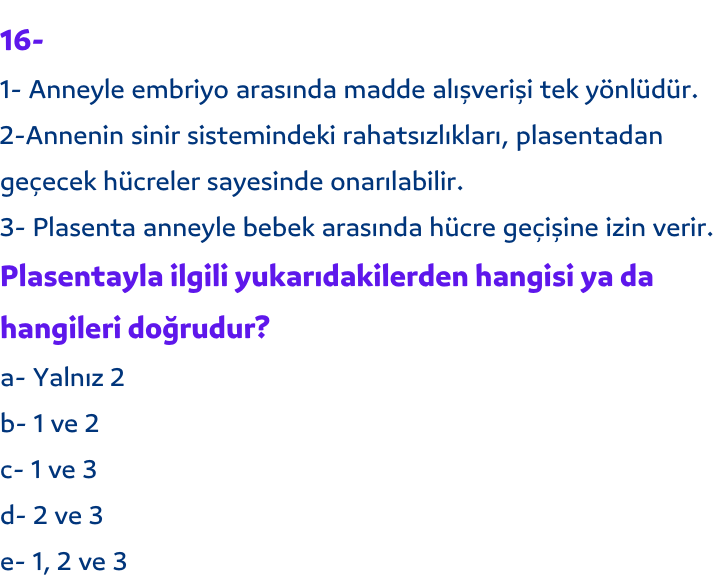 16-
1- Anneyle embriyo arasında madde alışverişi tek yönlüdür.
2-Annenin sinir sistemindeki rahatsızlıkları, plasentadan
geçecek hücreler sayesinde onarılabilir.
3- Plasenta anneyle bebek arasında hücre geçişine izin verir.
Plasentayla ilgili yukarıdakilerden hangisi ya da
hangileri doğrudur?
a- Yalnız 2
b- 1 ve 2
c- 1 ve 3
d- 2 ve 3
e- 1, 2 ve 3